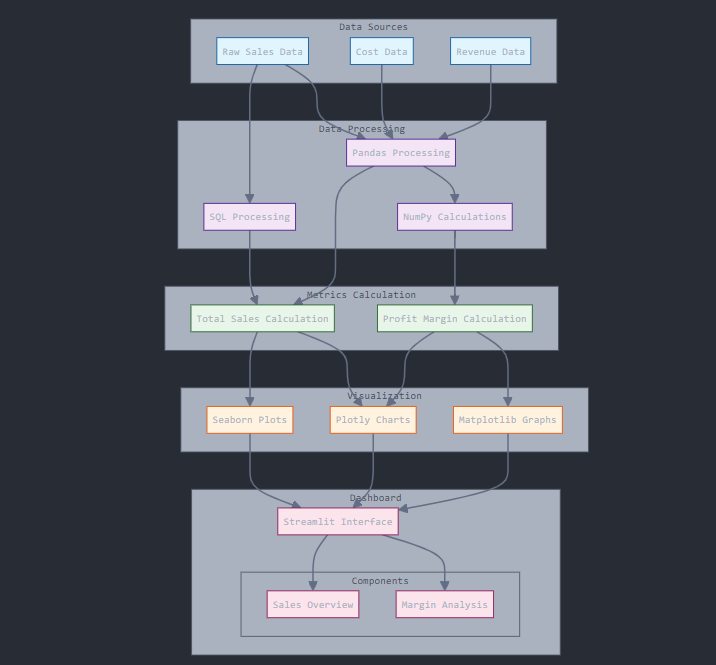 Data Sources
Raw Sales Data
Cost Data
Revenue Data
Data Processing
Pandas Processing
SQL Processing
NumPy Calculations
Metrics Calculation
Total Sales Calculation
Profit Margin Calculation
Visualization
Seaborn Plots
Plotly Charts
Matplotlib Graphs
Dashboard
Streamlit Interface
Components
Sales Overview
Margin Analysis